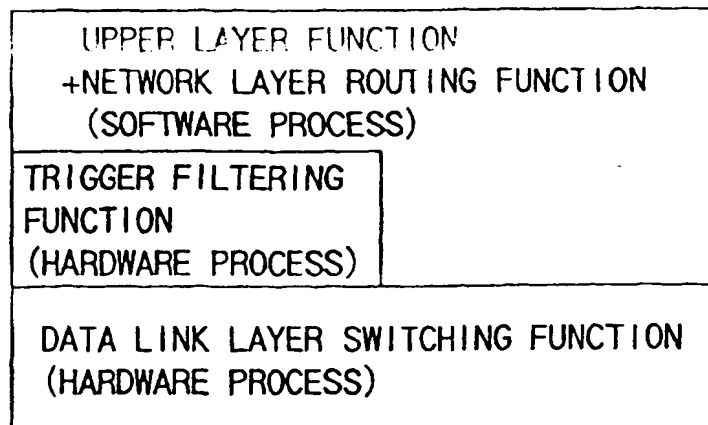 UPPER LAYER FUNCTION
+NETWORK LAYER ROUTING FUNCTION
(SOFTWARE PROCESS)
TRIGGER FILTERING
FUNCTION
(HARDWARE PROCESS)
DATA LINK LAYER SWITCHING FUNCTION
(HARDWARE PROCESS)